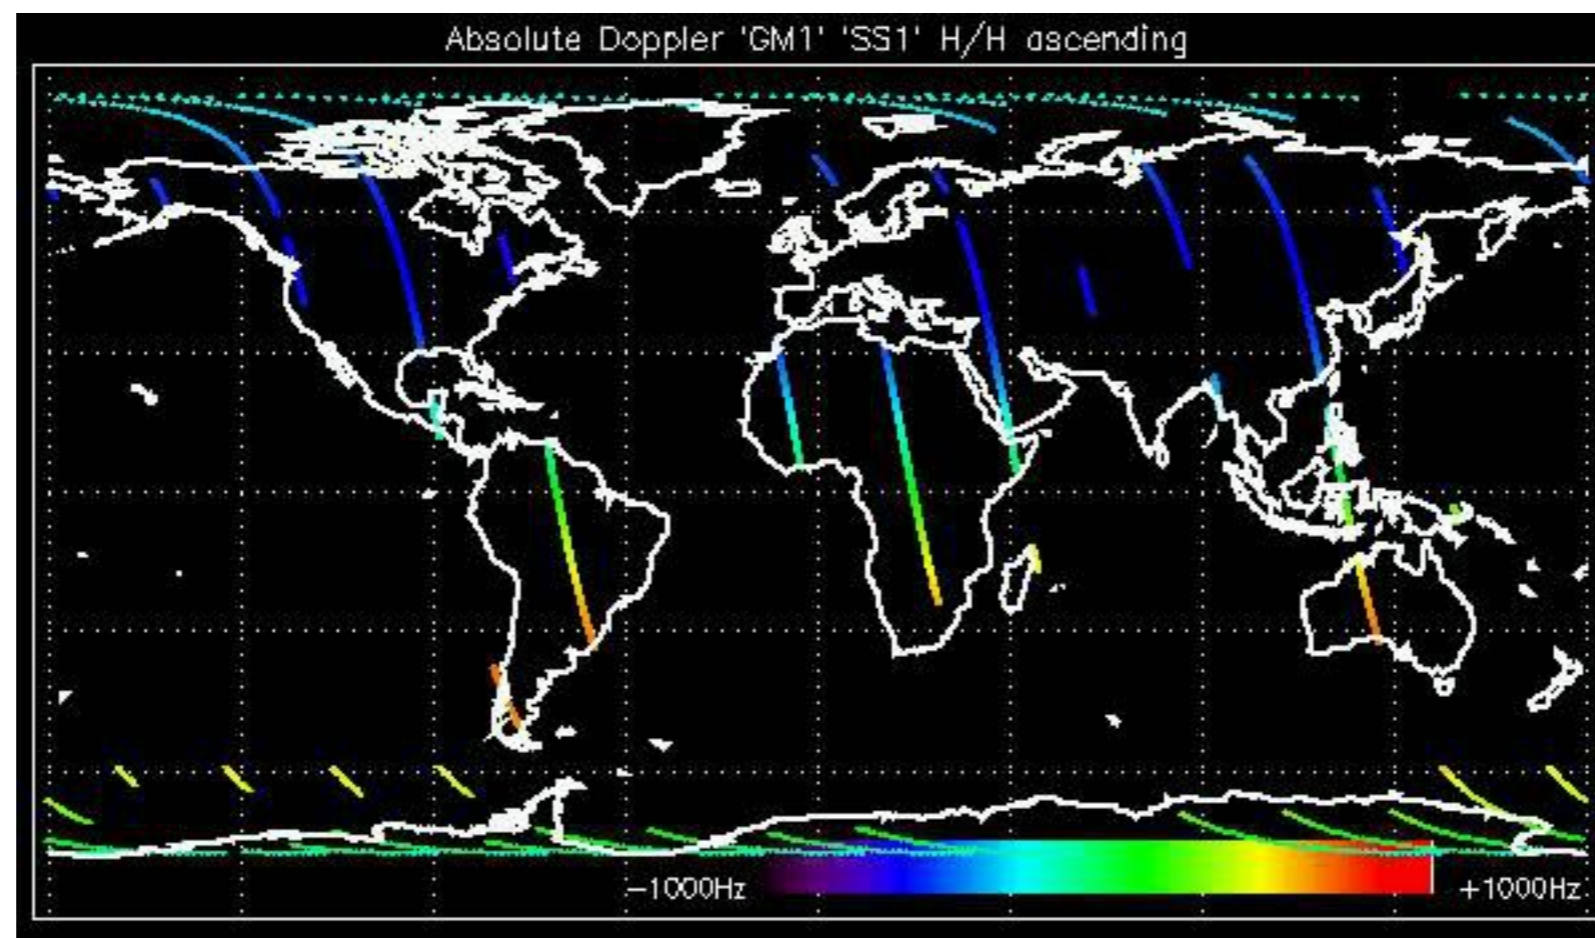 Absolute Doppler 'GM1' 'SS1' H/H ascending
-1000Hz
+1000Hz